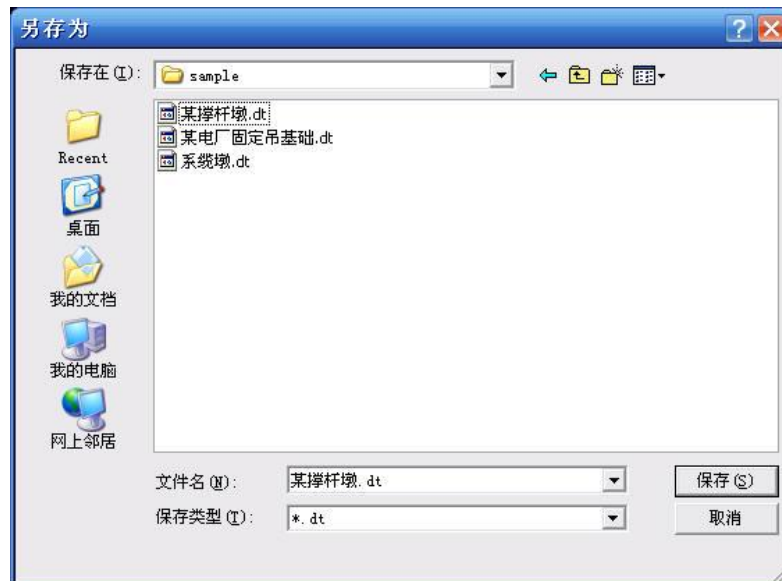 另存为
保存在(I):
sample
某撑杆墩.dt
某电厂固定吊基础.dt
系缆墩.dt
Recent
桌面
我的文档
我的电脑
网上邻居
文件名(N):
某撑杆墩.dt
保存(S)
保存类型(T):
*.dt
取消